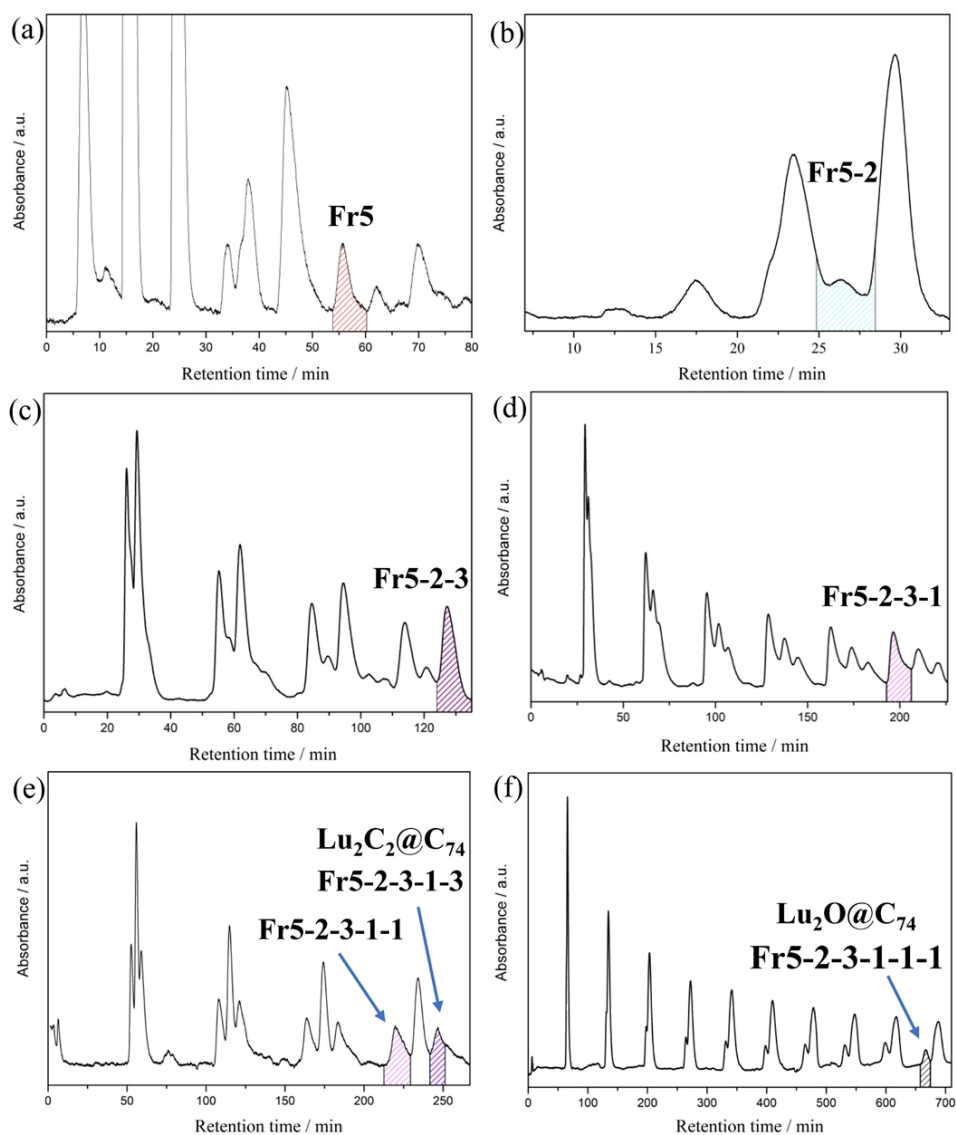 (a)
Fr5
Absorbance / a.u.
0 10 20 30 40 50 60 70 80
Retention time / min
(b)
Fr5-2
Absorbance / a.u.
10 15 20 25 30
Retention time / min
(c)
Fr5-2-3
Absorbance / a.u.
0 20 40 60 80 100 120
Retention time / min
(d)
Fr5-2-3-1
Absorbance / a.u.
0 50 100 150 200
Retention time / min
(e)
Lu₂C₂@C₇₄
Fr5-2-3-1-3
Fr5-2-3-1-1
Absorbance / a.u.
0 50 100 150 200 250
Retention time / min
(f)
Lu₂O@C₇₄
Fr5-2-3-1-1-1
Absorbance / a.u.
0 100 200 300 400 500 600 700
Retention time / min